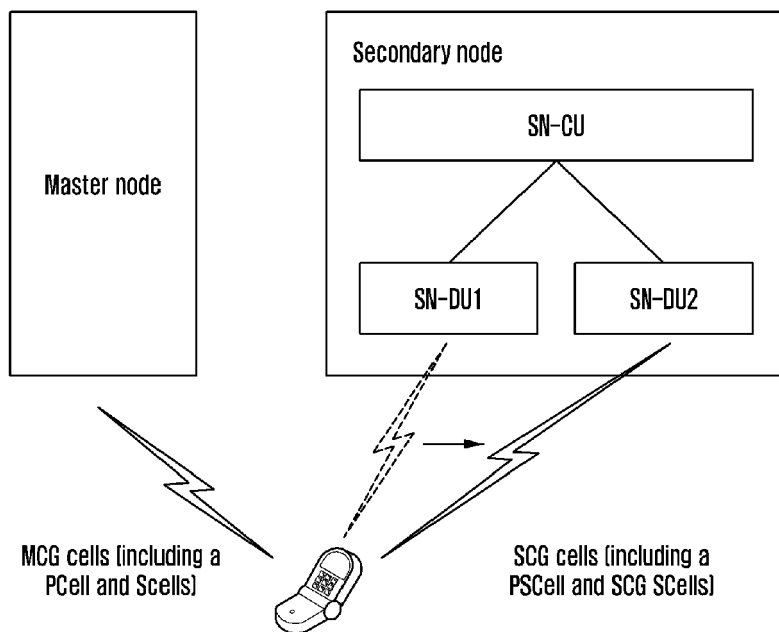 Secondary node
SN-CU
Master node
SN-DU1
SN-DU2
MCG cells (including a
PCell and Scells)
SCG cells (including a
PSCell and SCG SCells)